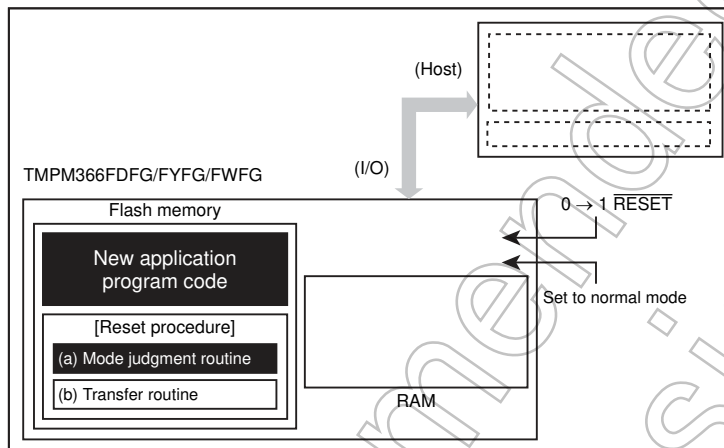 (Host)
(I/O)
TMPM366FDFG/FYFG/FWFG
Flash memory
0 → 1 RESET
New application
program code
Set to normal mode
[Reset procedure]
(a) Mode judgment routine
(b) Transfer routine
RAM